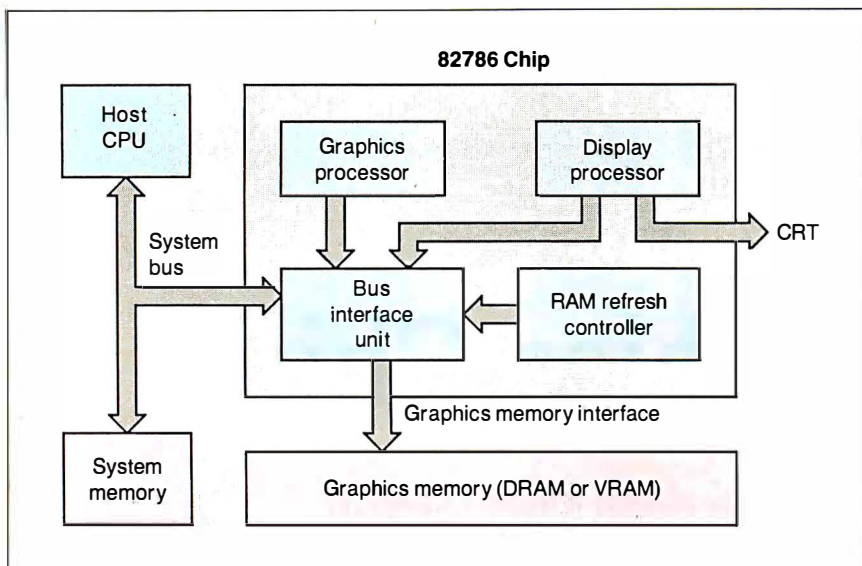 82786 Chip
Host
CPU
Graphics
processor
Display
processor
System
bus
CRT
Bus
interface
unit
RAM refresh
controller
Graphics memory interface
System
memory
Graphics memory (DRAM or VRAM)